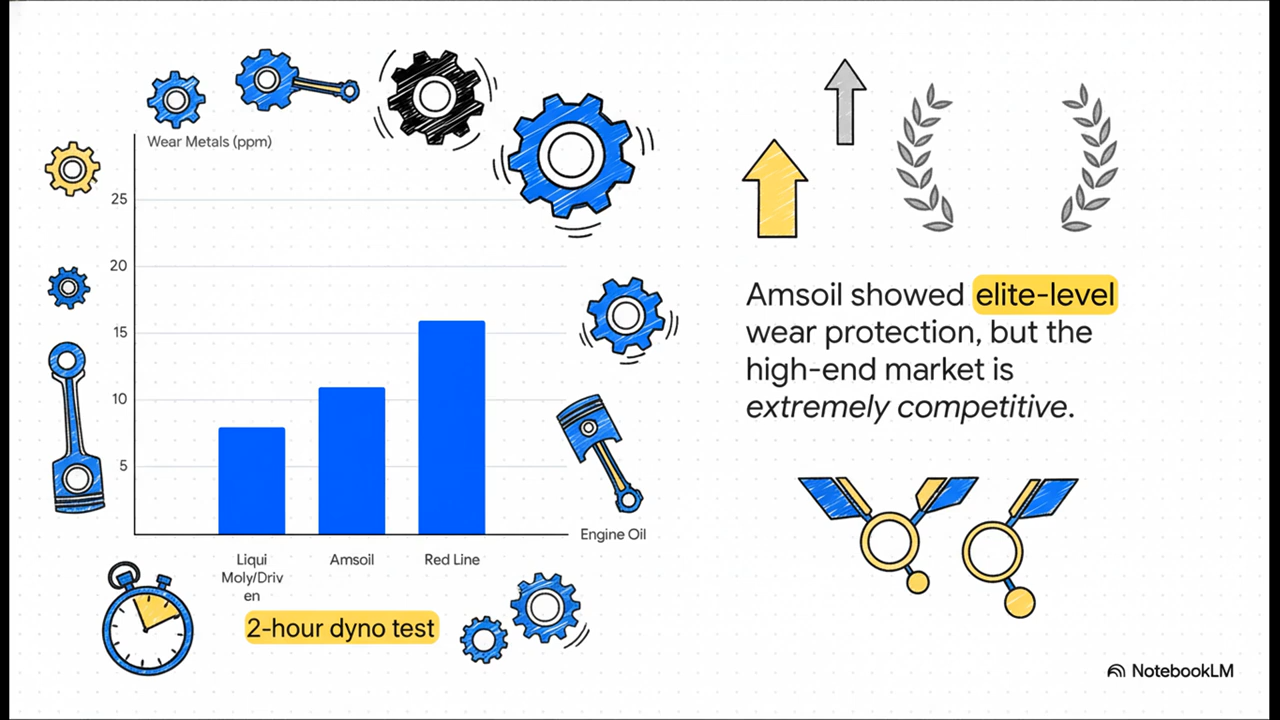 Wear Metals (ppm)
25
20
15
10
5
Liqui
Moly/Driv
en
Amsoil
Red Line
Engine Oil
2-hour dyno test
Amsoil showed elite-level
wear protection, but the
high-end market is
extremely competitive.
NotebookLM